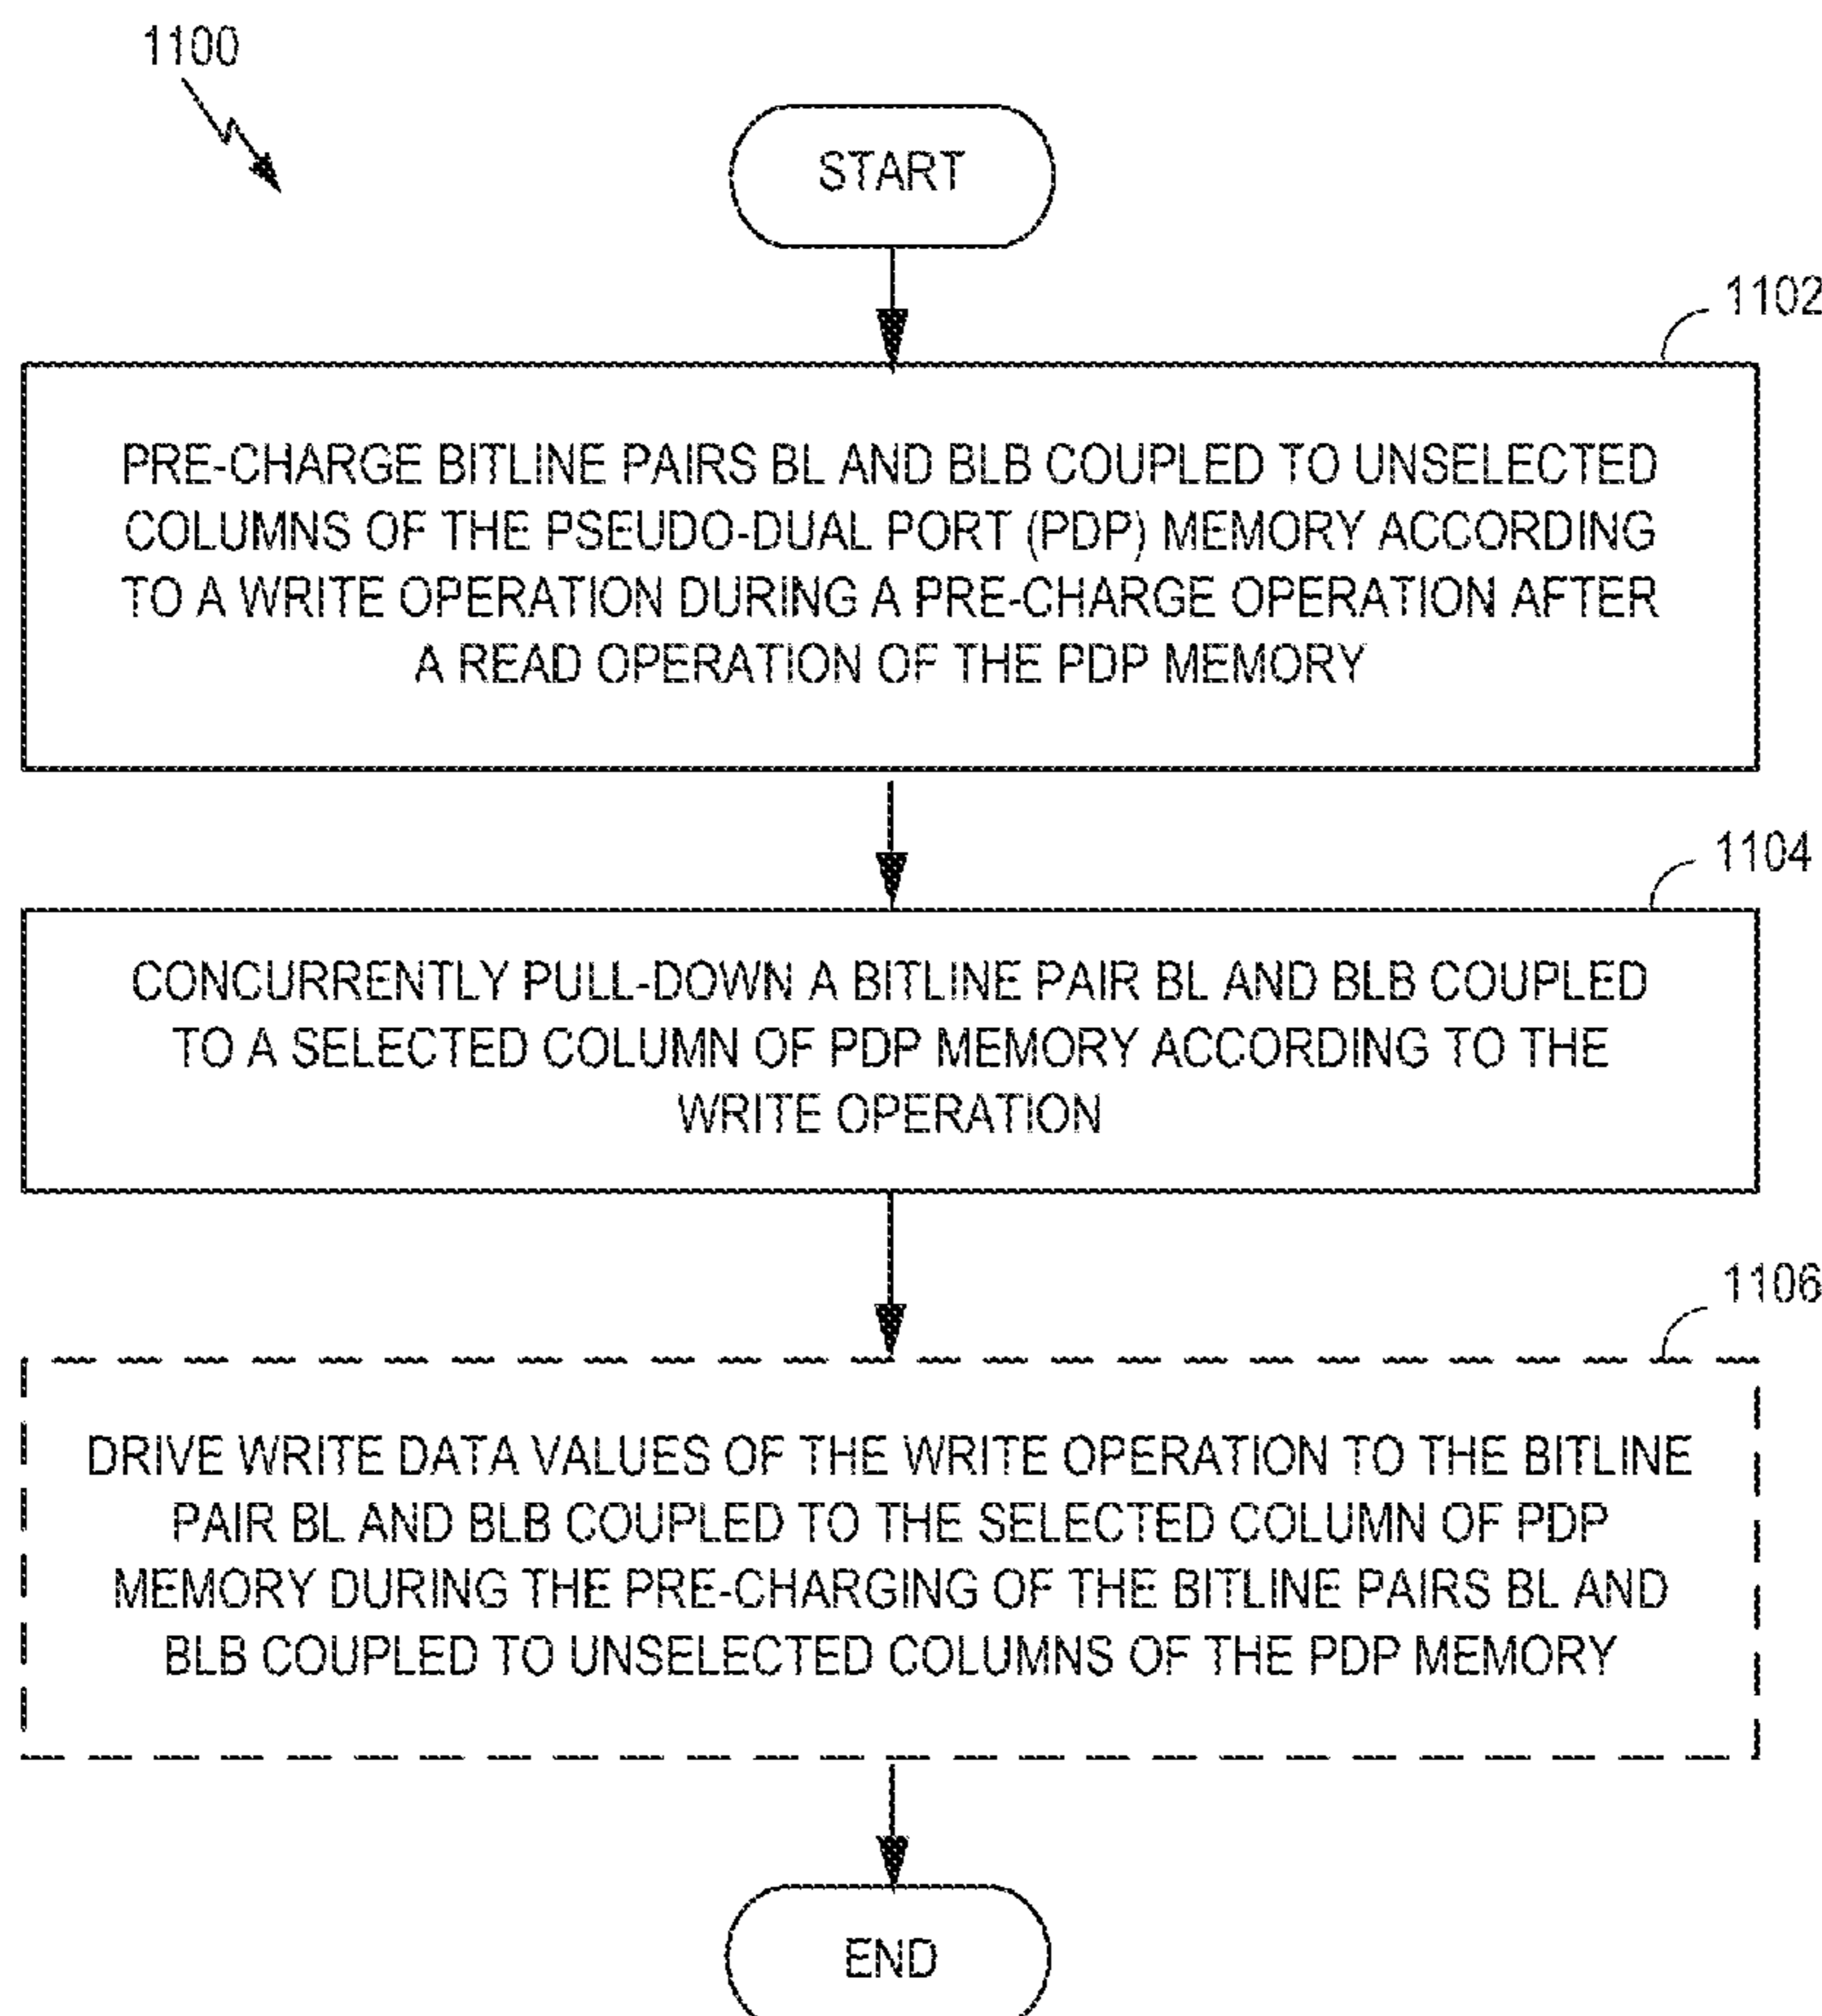 1100
START
1102
PRE-CHARGE BITLINE PAIRS BL AND BLB COUPLED TO UNSELECTED
COLUMNS OF THE PSEUDO-DUAL PORT (PDP) MEMORY ACCORDING
TO A WRITE OPERATION DURING A PRE-CHARGE OPERATION AFTER
A READ OPERATION OF THE PDP MEMORY
1104
CONCURRENTLY PULL-DOWN A BITLINE PAIR BL AND BLB COUPLED
TO A SELECTED COLUMN OF PDP MEMORY ACCORDING TO THE
WRITE OPERATION
1106
DRIVE WRITE DATA VALUES OF THE WRITE OPERATION TO THE BITLINE
PAIR BL AND BLB COUPLED TO THE SELECTED COLUMN OF PDP
MEMORY DURING THE PRE-CHARGING OF THE BITLINE PAIRS BL AND
BLB COUPLED TO UNSELECTED COLUMNS OF THE PDP MEMORY
END